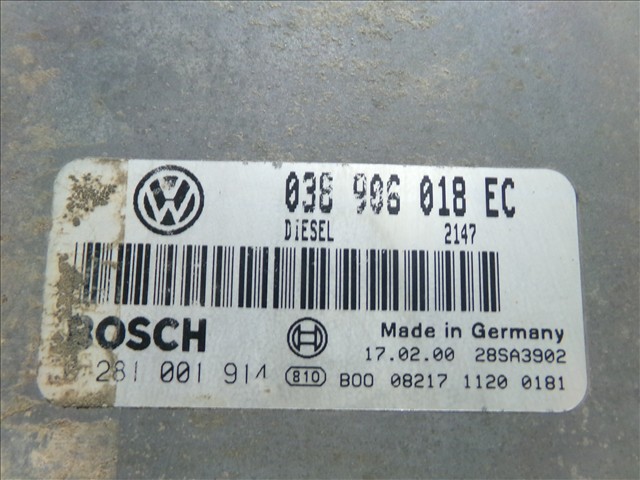 038 906 018 EC
DiESEL 2147
BOSCH Made in Germany
17.02.00 28SA3902
281 001 914 810 B00 08217 1120 0181